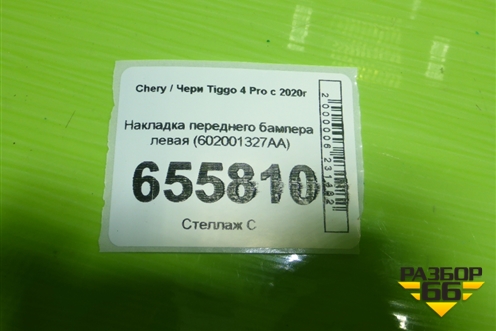 Chery / Чери Tiggo 4 Pro с 2020г
Накладка переднего бампера
левая (602001327AA)
655810
Стеллаж С
2000006231482
РАЗБОР
66